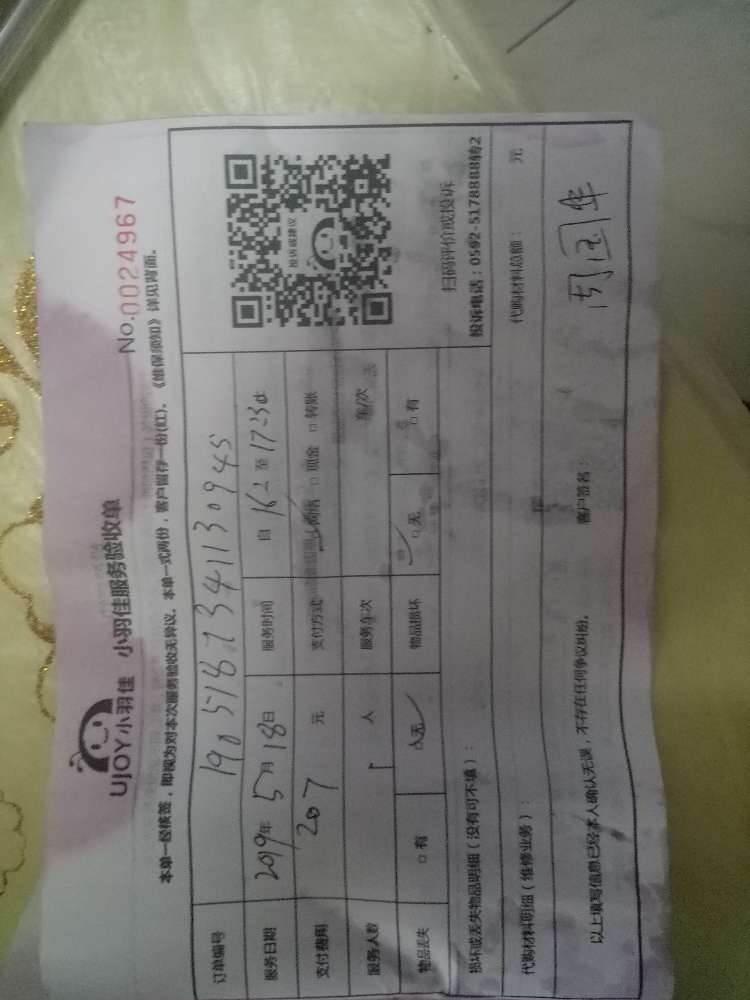 UJOY小羽佳 小羽佳服务验收单
No.0024967
本单一经核签，即视为对本次服务验收无异议。本单一式两份，客户留存一份(红)。《维保须知》详见背面。
订单编号 1905187341130945
服务日期 2019年 5月 18日 服务时间 自 16:- 至 17:30止
支付费用 207 元 支付方式 □ 现金 □ 转账
服务人数 1 人 服务车次 车/次
物品丢失 □ 有 □ 无 物品损坏 □ 无 □ 有
投诉或建议
扫码评价或投诉
投诉电话：0592-5178888转2
损坏或丢失物品明细（没有可不填）：
代购材料明细（维修业务）： 代购材料总额： 元
以上填写信息已经本人确认无误，不存在任何争议纠纷。 客户签名：